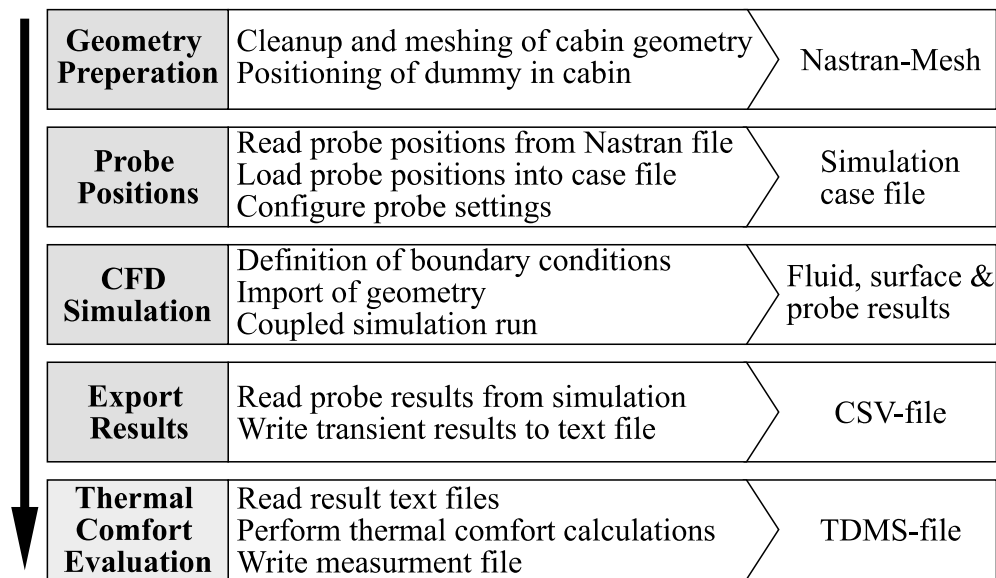 Geometry
Preperation
Cleanup and meshing of cabin geometry
Positioning of dummy in cabin
Nastran-Mesh
Probe
Positions
Read probe positions from Nastran file
Load probe positions into case file
Configure probe settings
Simulation
case file
CFD
Simulation
Definition of boundary conditions
Import of geometry
Coupled simulation run
Fluid, surface &
probe results
Export
Results
Read probe results from simulation
Write transient results to text file
CSV-file
Thermal
Comfort
Evaluation
Read result text files
Perform thermal comfort calculations
Write measurment file
TDMS-file